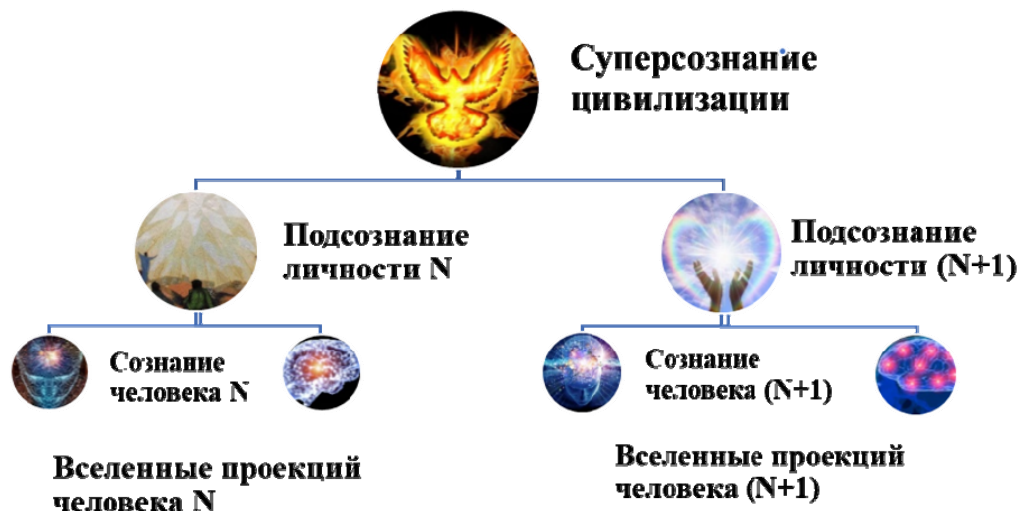 Суперсознание
цивилизации
Подсознание
личности N
Подсознание
личности (N+1)
Сознание
человека N
Сознание
человека (N+1)
Вселенные проекций
человека N
Вселенные проекций
человека (N+1)